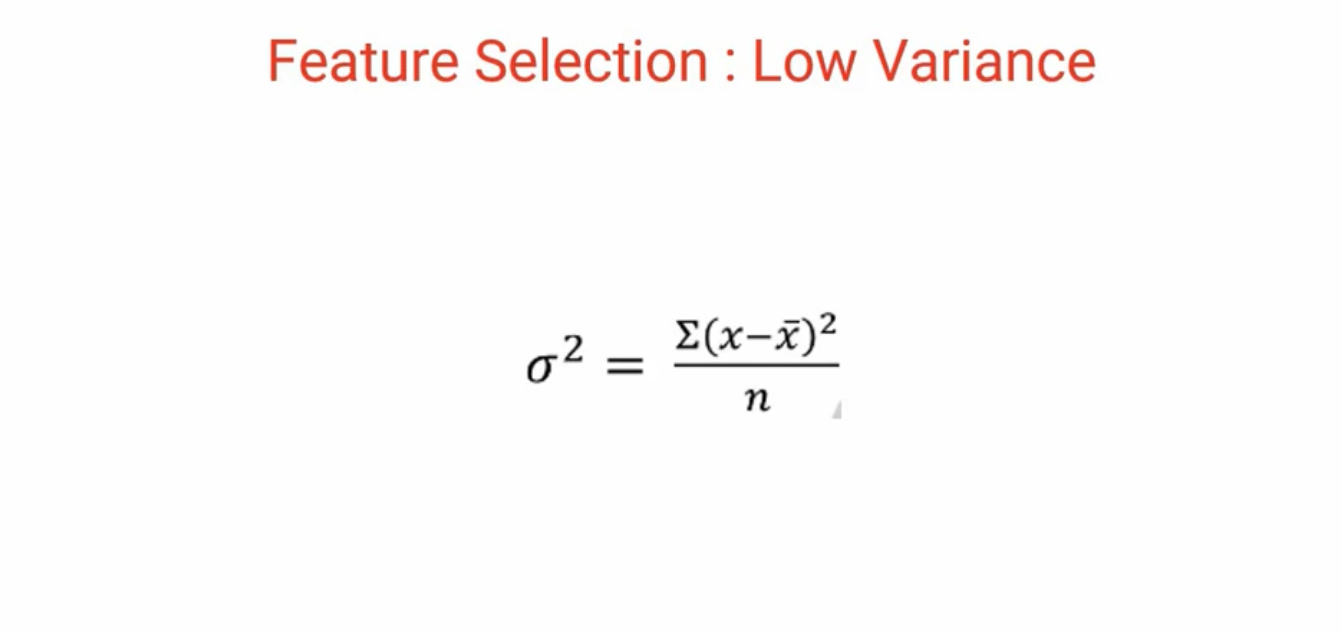 Feature Selection : Low Variance
σ² = Σ(x−x̄)² / n